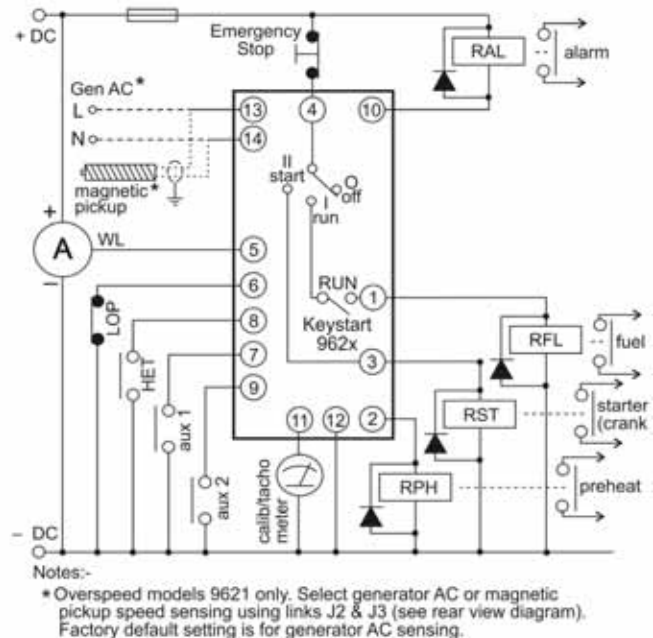 + DC
Emergency
Stop
RAL
alarm
Gen AC*
L
N
13
14
4
10
magnetic*
pickup
II
start
O
off
I
run
+
A
WL
−
5
6
8
7
9
RUN
1
Keystart
962x
3
LOP
HET
aux 1
aux 2
RFL
fuel
RST
starter
(crank
11
12
2
calib/tacho
meter
RPH
preheat
− DC
Notes:-
* Overspeed models 9621 only. Select generator AC or magnetic
pickup speed sensing using links J2 & J3 (see rear view diagram).
Factory default setting is for generator AC sensing.